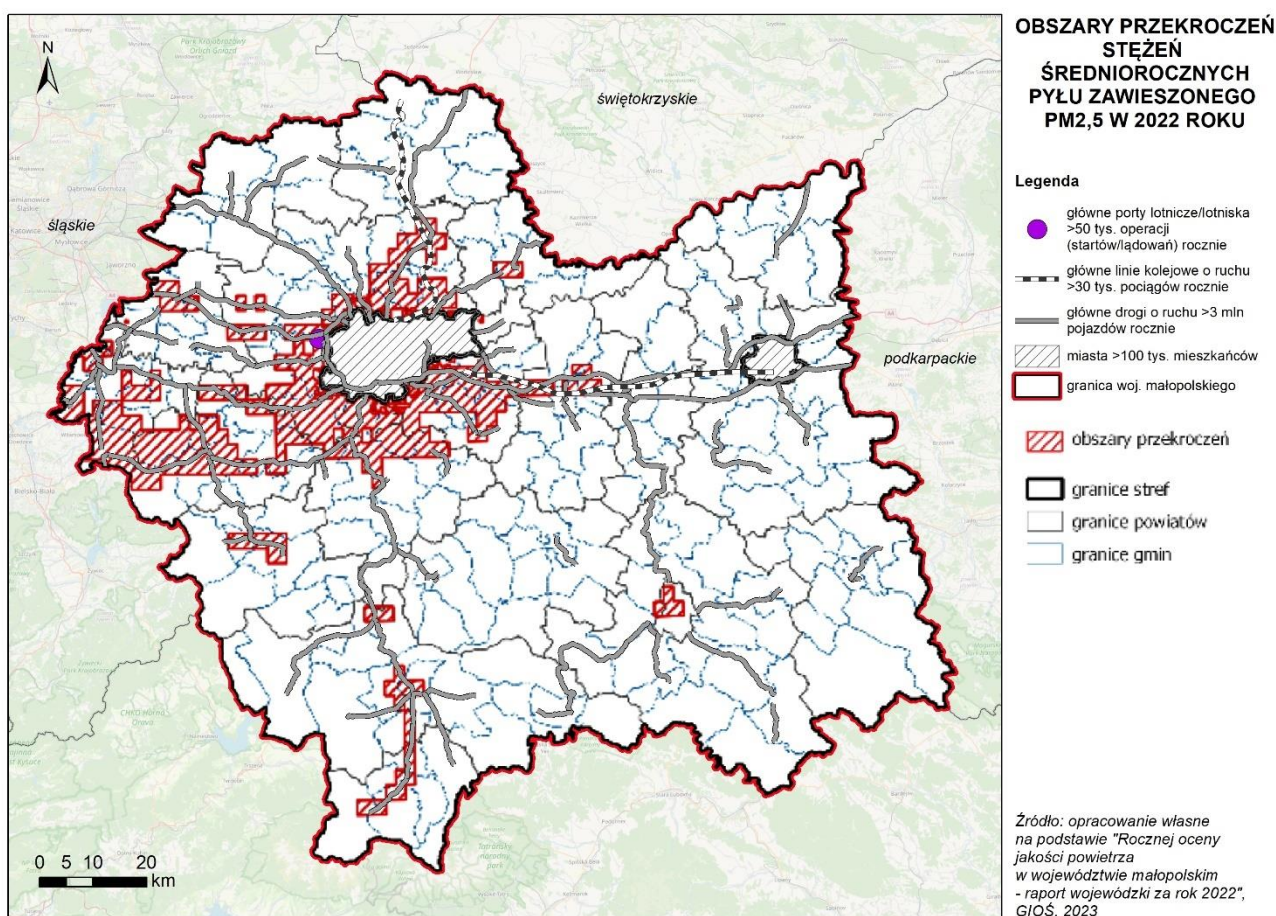 OBSZARY PRZEKROCZEŃ
STĘŻEŃ
ŚREDNIOROCZNYCH
PYŁU ZAWIESZONEGO
PM2,5 W 2022 ROKU
Legenda
główne porty lotnicze/lotniska
>50 tys. operacji
(startów/lądowań) rocznie
główne linie kolejowe o ruchu
>30 tys. pociągów rocznie
główne drogi o ruchu >3 mln
pojazdów rocznie
miasta >100 tys. mieszkańców
granica woj. małopolskiego
obszary przekroczeń
granice stref
granice powiatów
granice gmin
N
świętokrzyskie
śląskie
podkarpackie
0 5 10 20
km
Źródło: opracowanie własne
na podstawie "Rocznej oceny
jakości powietrza
w województwie małopolskim
- raport wojewódzki za rok 2022",
GIOŚ, 2023